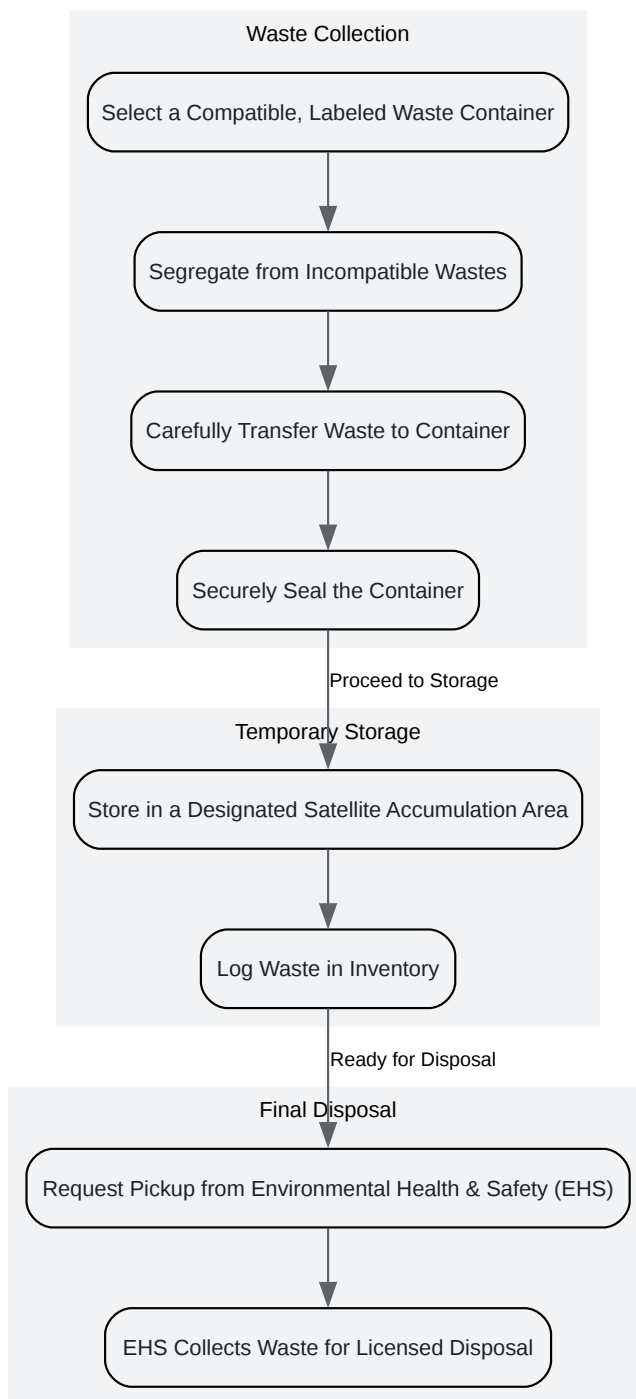 Waste Collection
Select a Compatible, Labeled Waste Container
Segregate from Incompatible Wastes
Carefully Transfer Waste to Container
Securely Seal the Container
Proceed to Storage
Temporary Storage
Store in a Designated Satellite Accumulation Area
Log Waste in Inventory
Ready for Disposal
Final Disposal
Request Pickup from Environmental Health & Safety (EHS)
EHS Collects Waste for Licensed Disposal